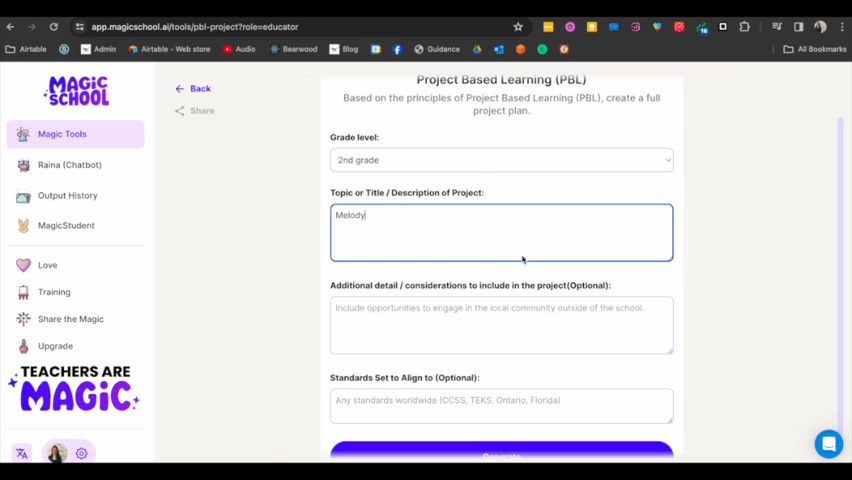 app.magicschool.ai/tools/pbl-project?role=educator
Airtable
Admin
Airtable - Web store
Audio
Bearwood
Blog
Guidance
16
All Bookmarks
MAGIC
SCHOOL
Magic Tools
Raina (Chatbot)
Output History
MagicStudent
Love
Training
Share the Magic
Upgrade
TEACHERS ARE
MAGiC
Back
Share
Project Based Learning (PBL)
Based on the principles of Project Based Learning (PBL), create a full
project plan.
Grade level:
2nd grade
Topic or Title / Description of Project:
Melody
Additional detail / considerations to include in the project(Optional):
Include opportunities to engage in the local community outside of the school.
Standards Set to Align to (Optional):
Any standards worldwide (CCSS, TEKS, Ontario, Florida)
Generate